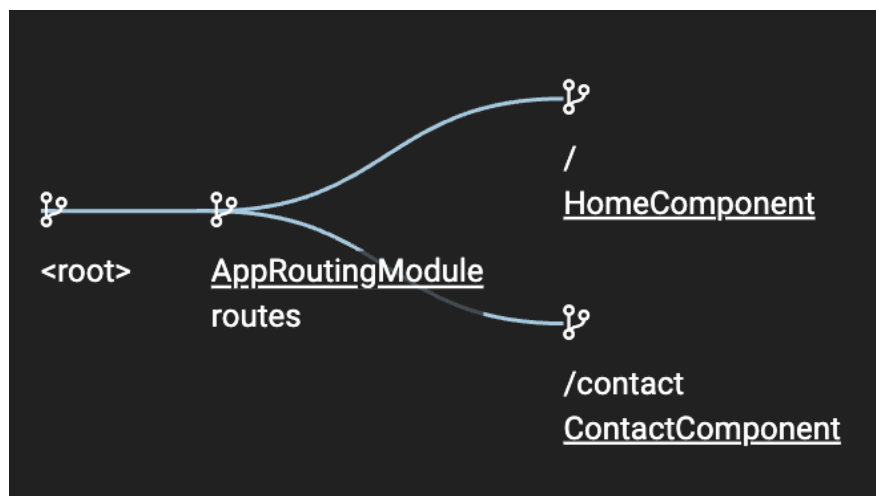 <root>
AppRoutingModule
routes
/
HomeComponent
/contact
ContactComponent